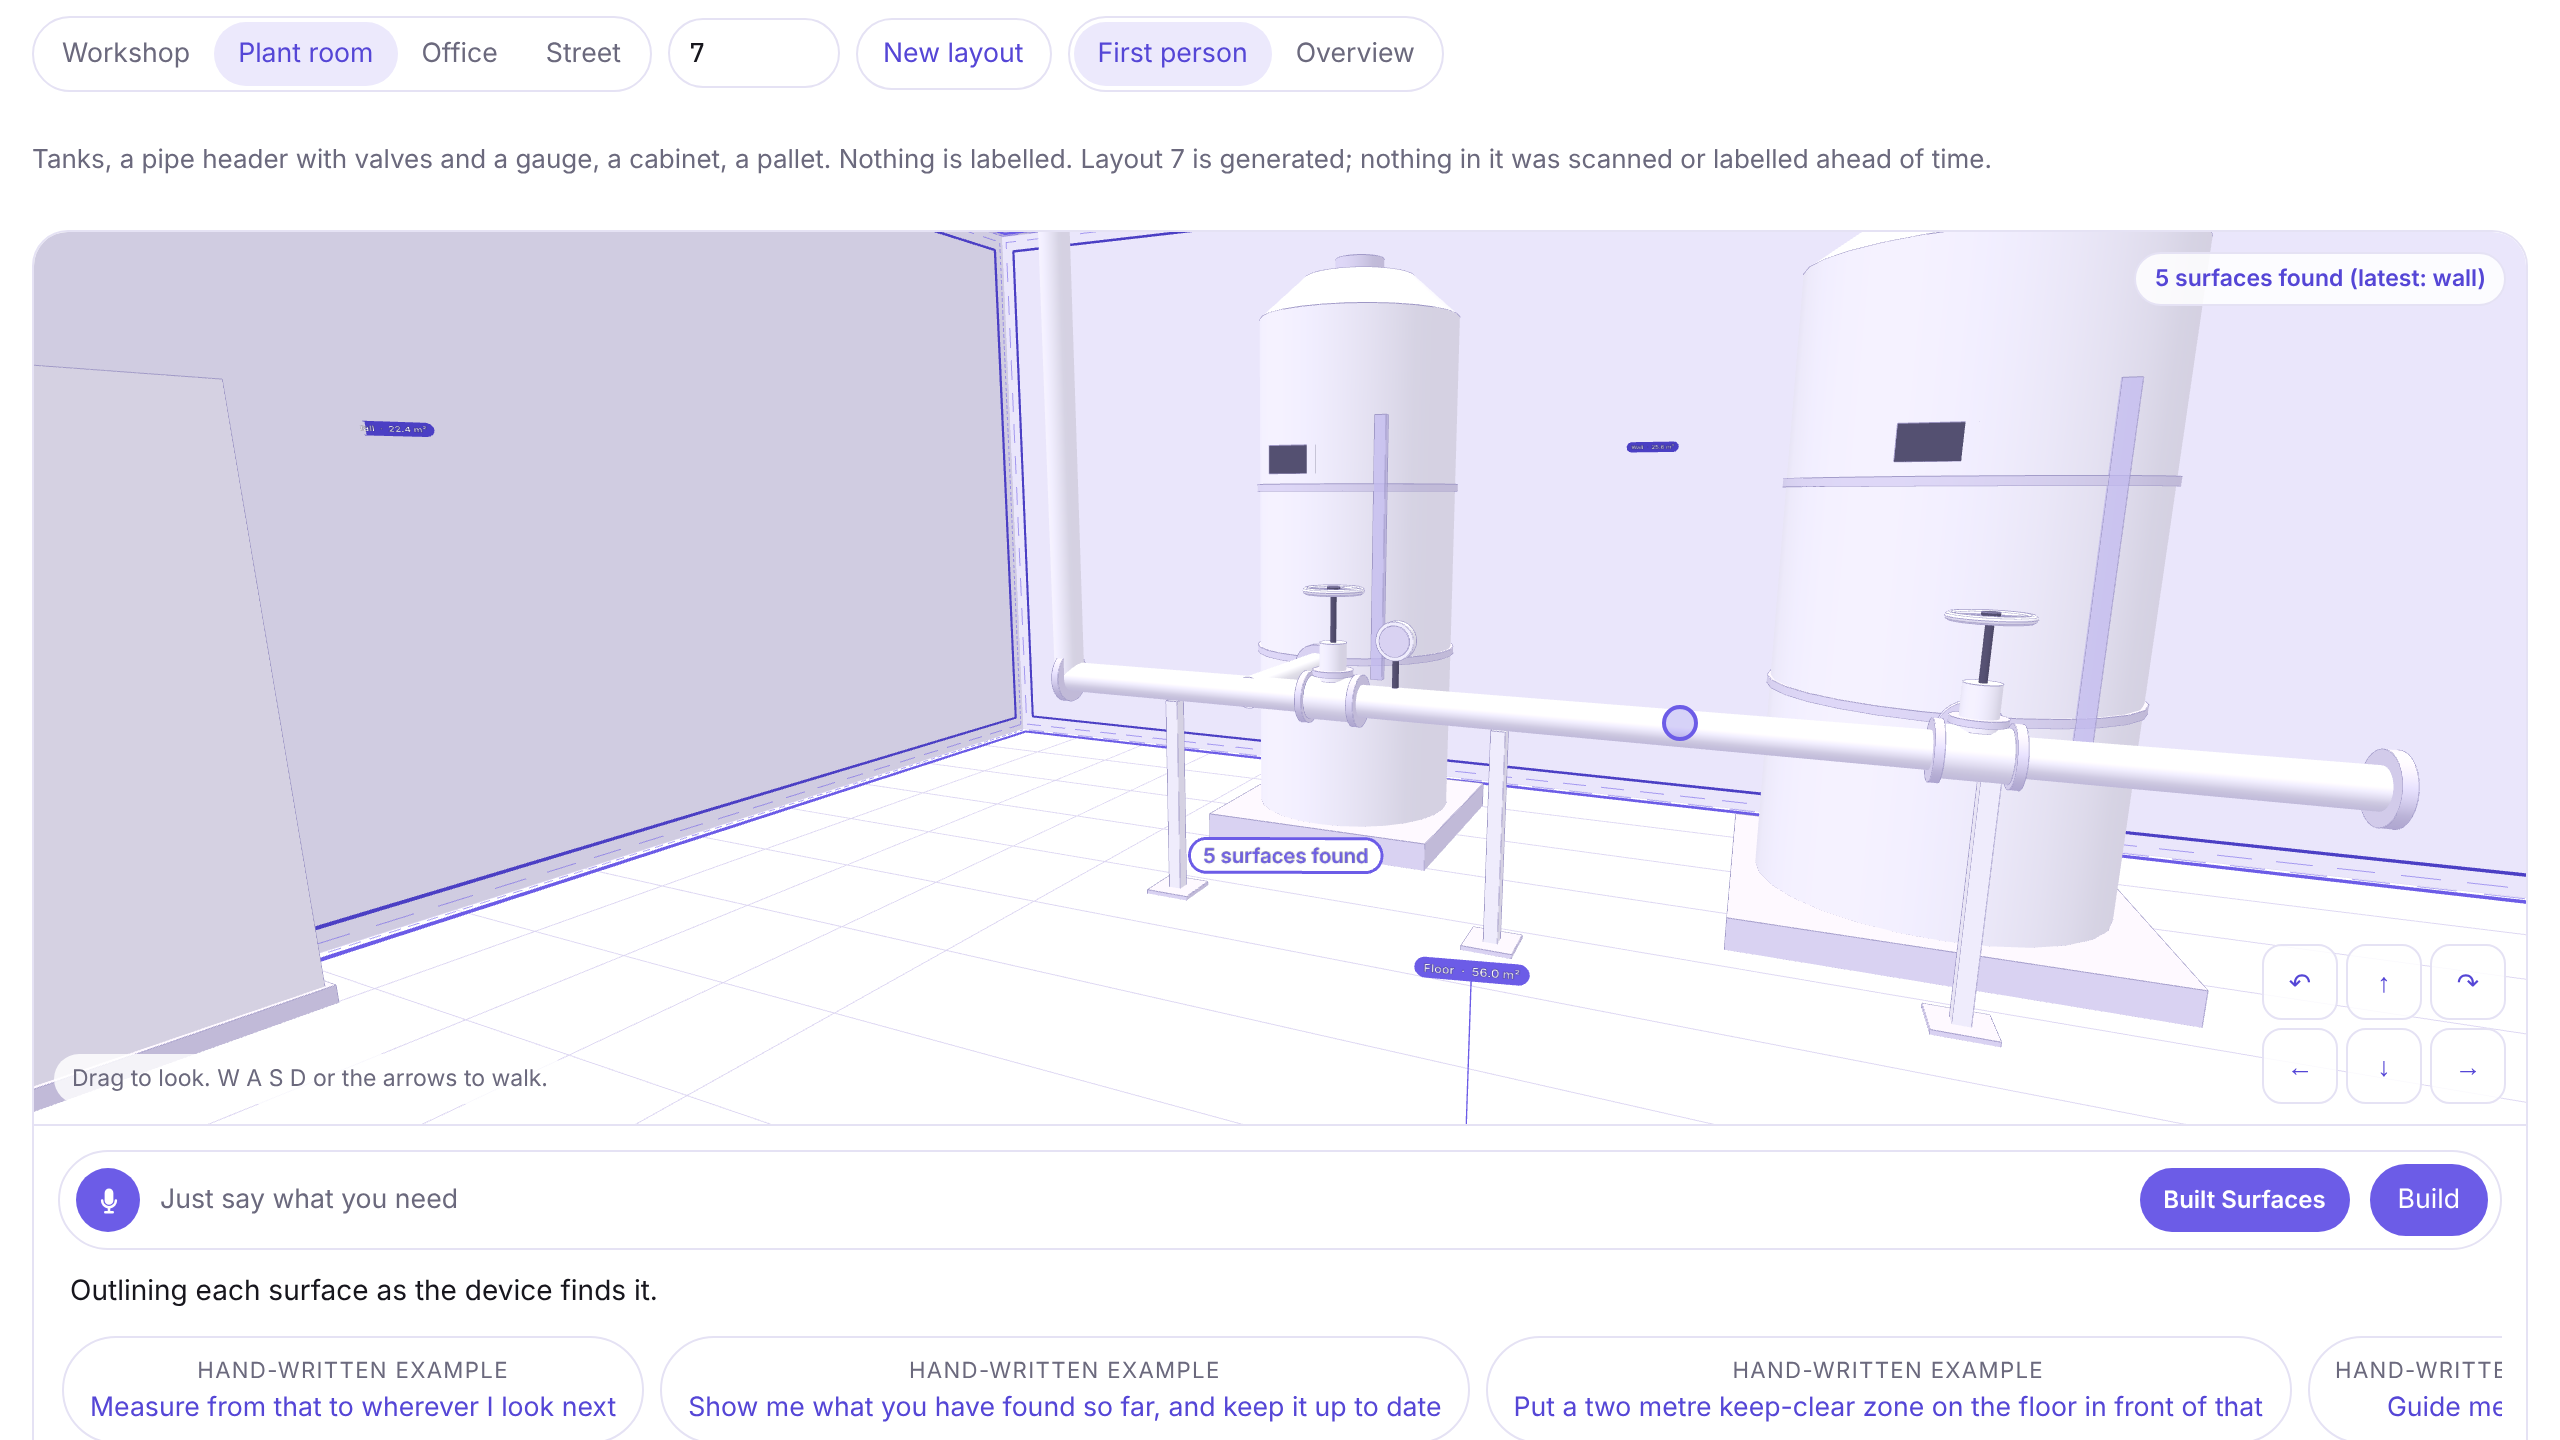 Workshop Plant room Office Street 7 New layout First person Overview
Tanks, a pipe header with valves and a gauge, a cabinet, a pallet. Nothing is labelled. Layout 7 is generated; nothing in it was scanned or labelled ahead of time.
5 surfaces found (latest: wall)
22.4 m²
5 surfaces found
Floor · 56.0 m²
Drag to look. W A S D or the arrows to walk.
Just say what you need
Built Surfaces Build
Outlining each surface as the device finds it.
HAND-WRITTEN EXAMPLE
Measure from that to wherever I look next
HAND-WRITTEN EXAMPLE
Show me what you have found so far, and keep it up to date
HAND-WRITTEN EXAMPLE
Put a two metre keep-clear zone on the floor in front of that
HAND-WRITTE
Guide me